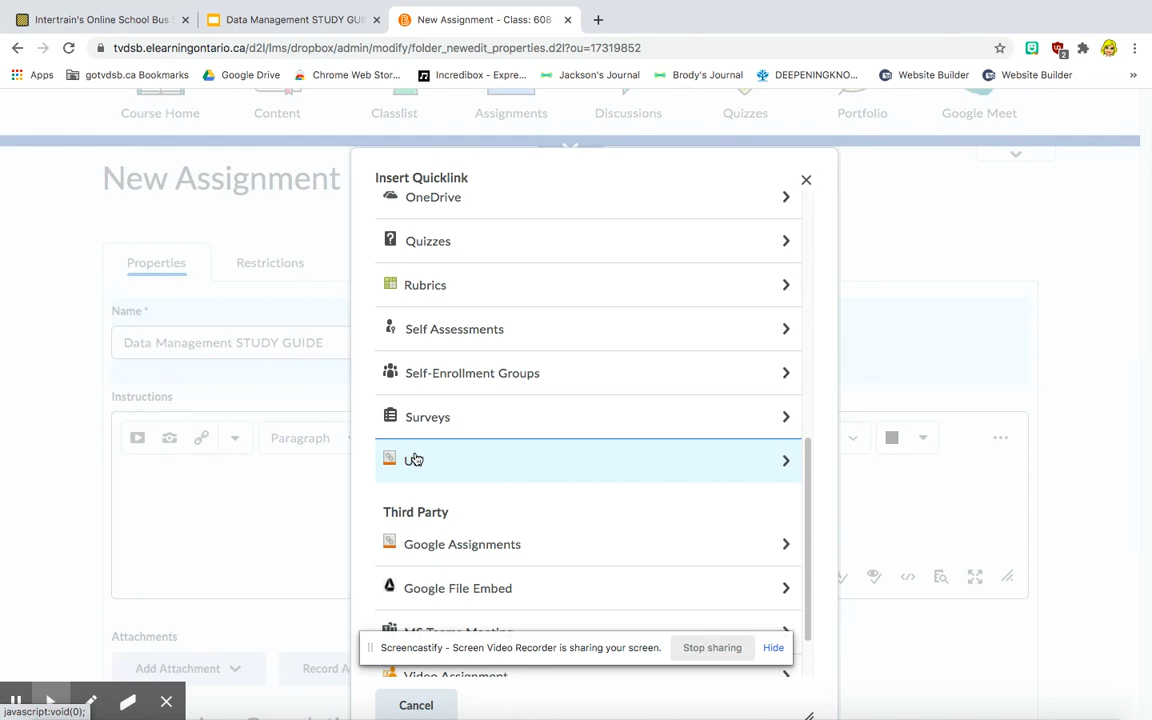 Intertrain's Online School Bus
Data Management STUDY GUI
New Assignment - Class: 608
tvdsb.elearningontario.ca/d2l/lms/dropbox/admin/modify/folder_newedit_properties.d2l?ou=17319852
2
Apps gotvdsb.ca Bookmarks Google Drive Chrome Web Stor... Incredibox - Expre... Jackson's Journal Brody's Journal DEEPENINGKNO... Website Builder Website Builder »
Course Home Content Classlist Assignments Discussions Quizzes Portfolio Google Meet
New Assignment
Insert Quicklink
OneDrive
Quizzes
Properties Restrictions
Rubrics
Name *
Self Assessments
Data Management STUDY GUIDE
Self-Enrollment Groups
Instructions
Surveys
Paragraph
Third Party
Google Assignments
Google File Embed
MS Teams Meeting
Attachments
Screencastify - Screen Video Recorder is sharing your screen. Stop sharing Hide
Add Attachment Record A
Video Assignment
Cancel
javascript:void(0);